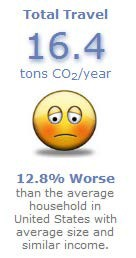 Total Travel
16.4
tons CO₂/year
12.8% Worse
than the average
household in
United States with
average size and
similar income.